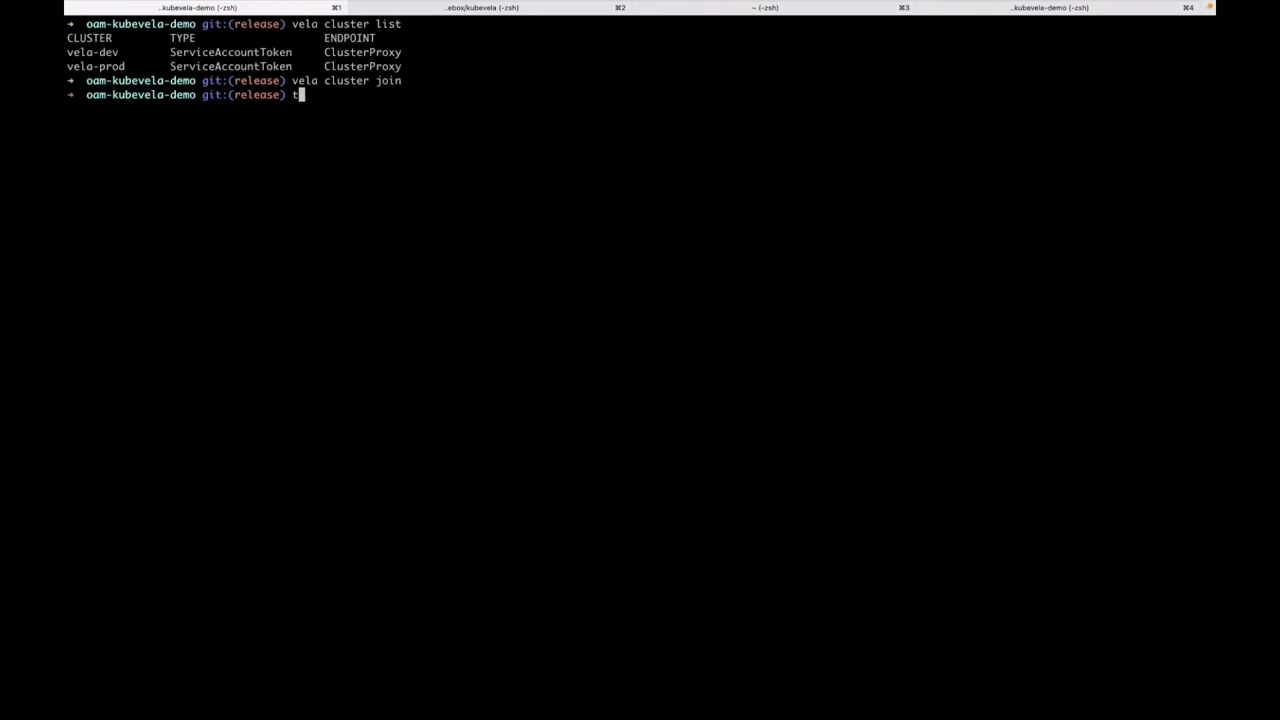 ..kubevela-demo (-zsh) ⌘1 ..ebox/kubevela (-zsh) ⌘2 ~ (-zsh) ⌘3 ..kubevela-demo (-zsh) ⌘4
➜ oam-kubevela-demo git:(release) vela cluster list
CLUSTER TYPE ENDPOINT
vela-dev ServiceAccountToken ClusterProxy
vela-prod ServiceAccountToken ClusterProxy
➜ oam-kubevela-demo git:(release) vela cluster join
➜ oam-kubevela-demo git:(release) t